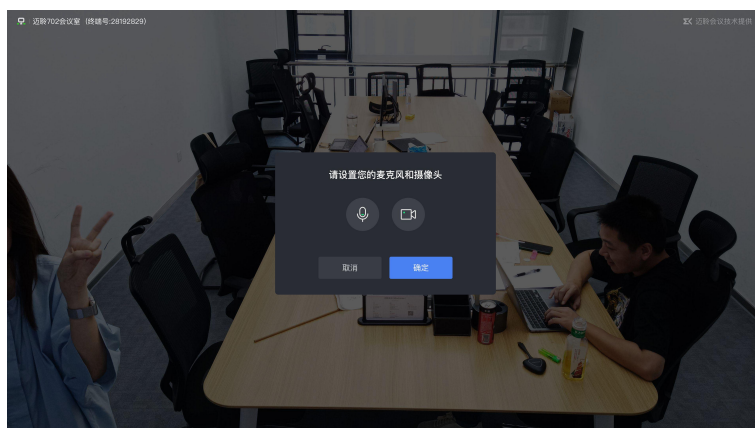 迈聆702会议室 (终端号:28192829)
迈聆会议技术提供
请设置您的麦克风和摄像头
取消
确定